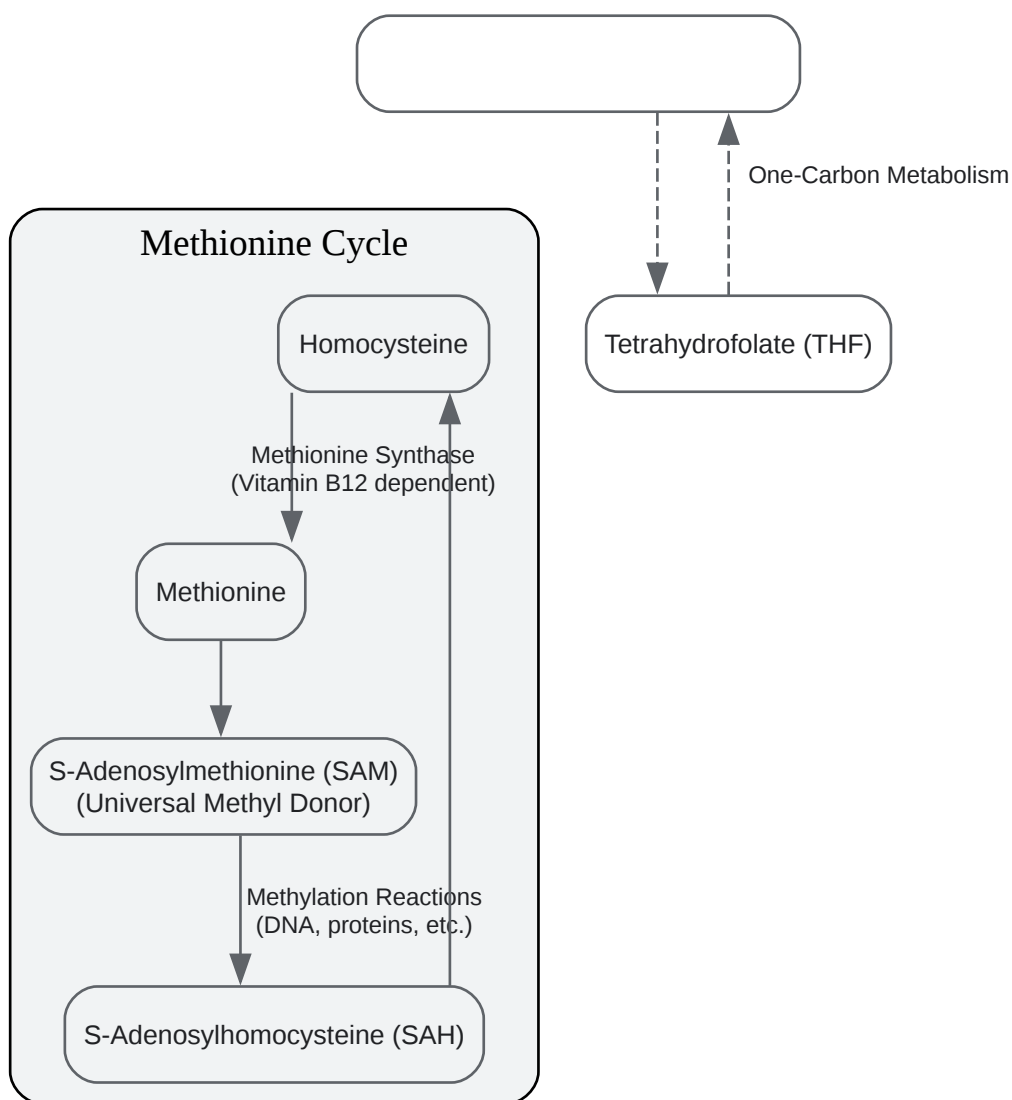 One-Carbon Metabolism
Methionine Cycle
Homocysteine
Tetrahydrofolate (THF)
Methionine Synthase
(Vitamin B12 dependent)
Methionine
S-Adenosylmethionine (SAM)
(Universal Methyl Donor)
Methylation Reactions
(DNA, proteins, etc.)
S-Adenosylhomocysteine (SAH)